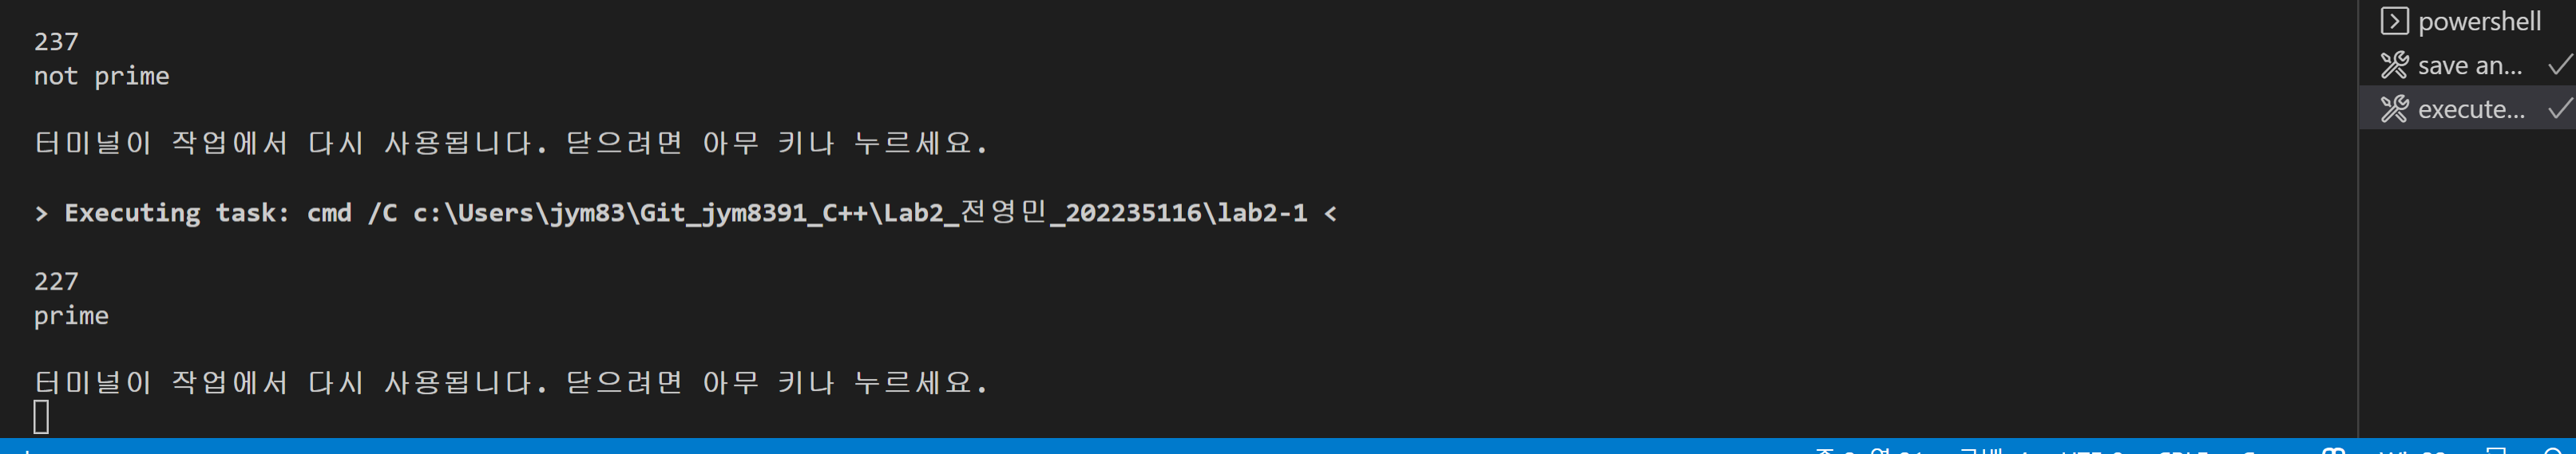 237
not prime
터미널이 작업에서 다시 사용됩니다. 닫으려면 아무 키나 누르세요.
> Executing task: cmd /C c:\Users\jym83\Git_jym8391_C++\Lab2_전영민_202235116\lab2-1 <
227
prime
터미널이 작업에서 다시 사용됩니다. 닫으려면 아무 키나 누르세요.
powershell
save an...
execute...